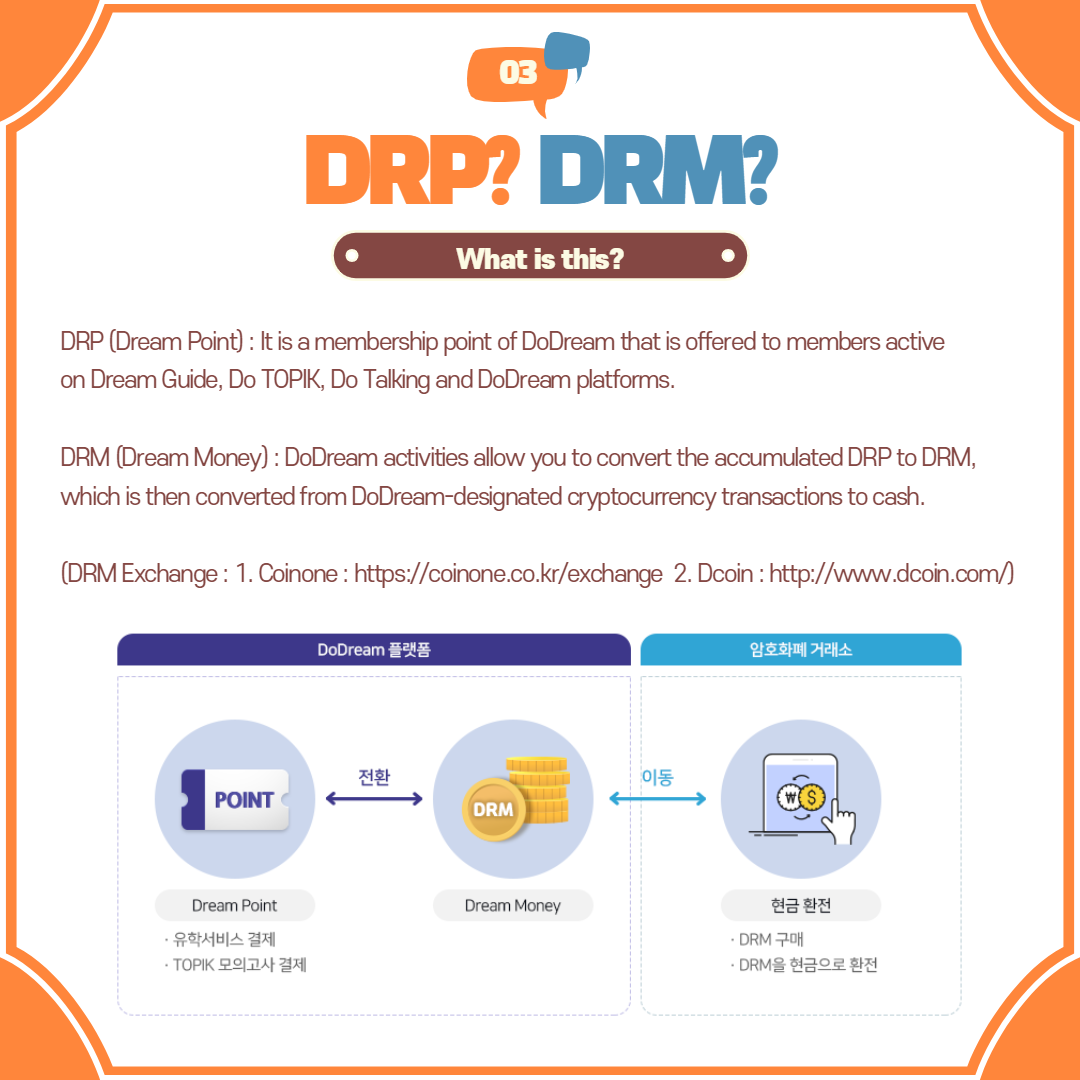 03
DRP? DRM?
What is this?
DRP (Dream Point) : It is a membership point of DoDream that is offered to members active
on Dream Guide, Do TOPIK, Do Talking and DoDream platforms.
DRM (Dream Money) : DoDream activities allow you to convert the accumulated DRP to DRM,
which is then converted from DoDream-designated cryptocurrency transactions to cash.
(DRM Exchange : 1. Coinone : https://coinone.co.kr/exchange 2. Dcoin : http://www.dcoin.com/)
DoDream 플랫폼
암호화폐 거래소
전환
이동
POINT
DRM
₩ $
Dream Point
Dream Money
현금 환전
· 유학서비스 결제
· TOPIK 모의고사 결제
· DRM 구매
· DRM을 현금으로 환전